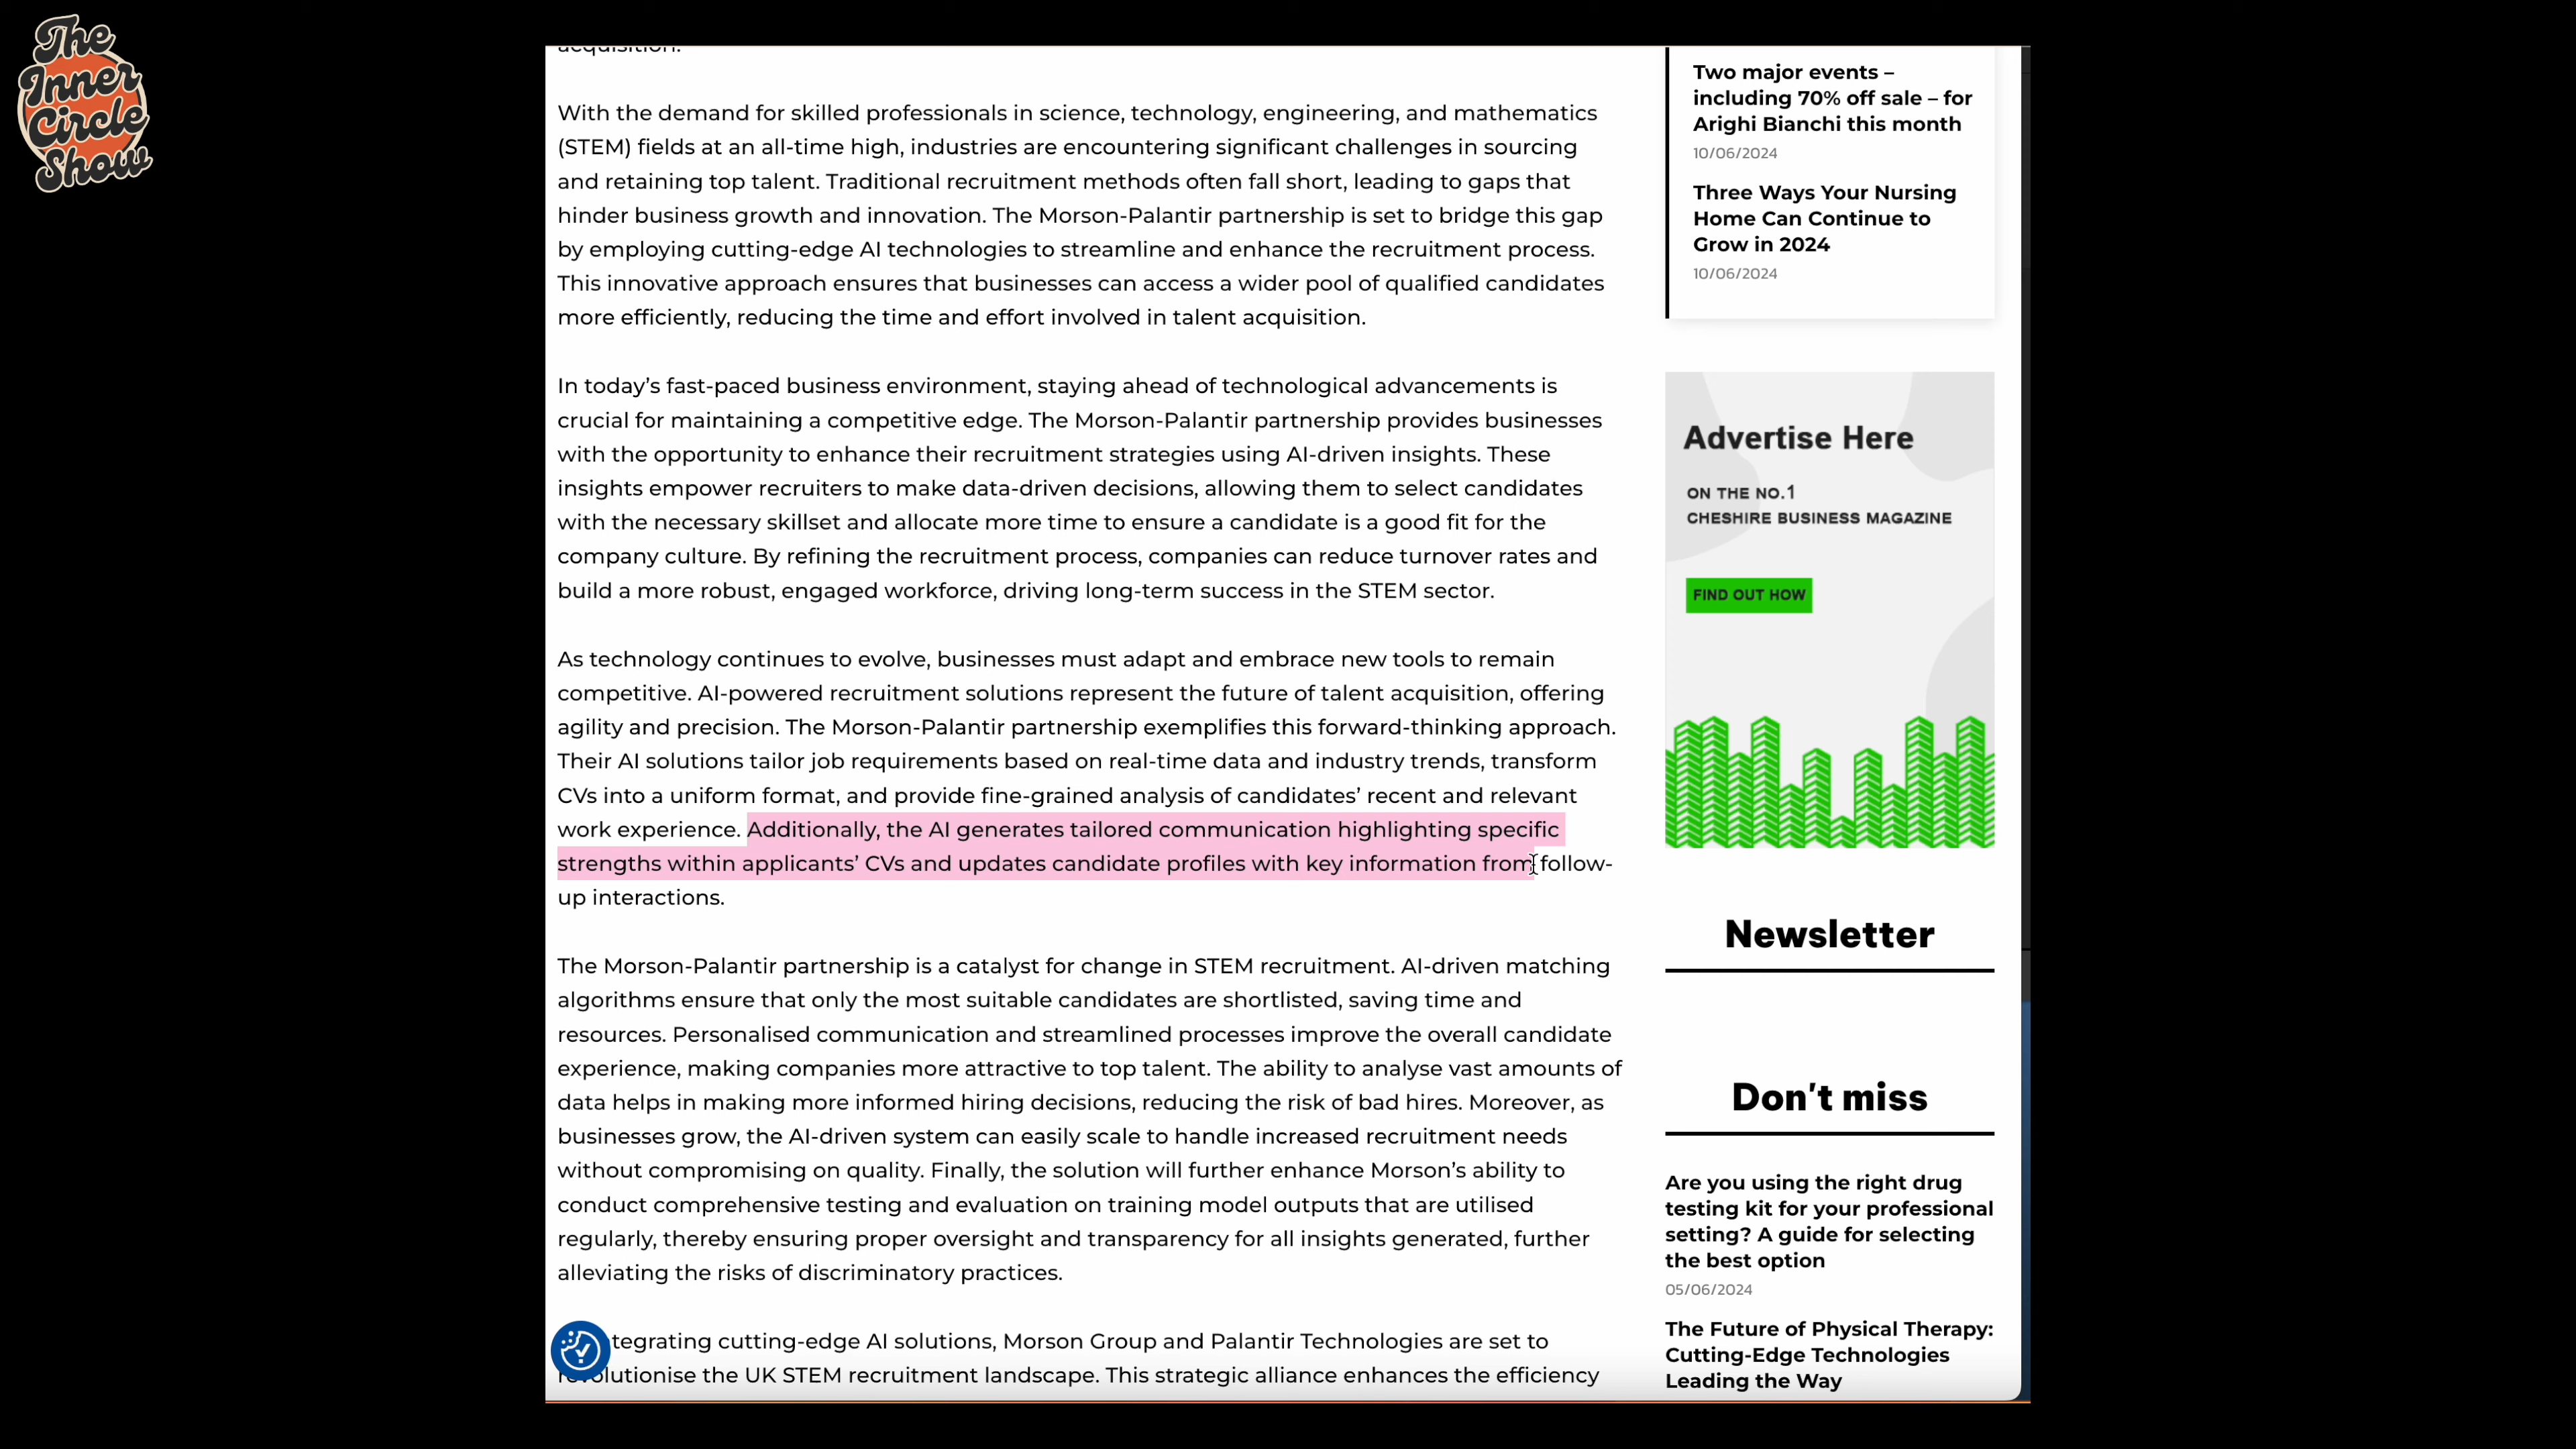 The
Inner
Circle
Show
acquisition.
With the demand for skilled professionals in science, technology, engineering, and mathematics
(STEM) fields at an all-time high, industries are encountering significant challenges in sourcing
and retaining top talent. Traditional recruitment methods often fall short, leading to gaps that
hinder business growth and innovation. The Morson-Palantir partnership is set to bridge this gap
by employing cutting-edge AI technologies to streamline and enhance the recruitment process.
This innovative approach ensures that businesses can access a wider pool of qualified candidates
more efficiently, reducing the time and effort involved in talent acquisition.
In today’s fast-paced business environment, staying ahead of technological advancements is
crucial for maintaining a competitive edge. The Morson-Palantir partnership provides businesses
with the opportunity to enhance their recruitment strategies using AI-driven insights. These
insights empower recruiters to make data-driven decisions, allowing them to select candidates
with the necessary skillset and allocate more time to ensure a candidate is a good fit for the
company culture. By refining the recruitment process, companies can reduce turnover rates and
build a more robust, engaged workforce, driving long-term success in the STEM sector.
As technology continues to evolve, businesses must adapt and embrace new tools to remain
competitive. AI-powered recruitment solutions represent the future of talent acquisition, offering
agility and precision. The Morson-Palantir partnership exemplifies this forward-thinking approach.
Their AI solutions tailor job requirements based on real-time data and industry trends, transform
CVs into a uniform format, and provide fine-grained analysis of candidates’ recent and relevant
work experience. Additionally, the AI generates tailored communication highlighting specific
strengths within applicants’ CVs and updates candidate profiles with key information from follow-
up interactions.
The Morson-Palantir partnership is a catalyst for change in STEM recruitment. AI-driven matching
algorithms ensure that only the most suitable candidates are shortlisted, saving time and
resources. Personalised communication and streamlined processes improve the overall candidate
experience, making companies more attractive to top talent. The ability to analyse vast amounts of
data helps in making more informed hiring decisions, reducing the risk of bad hires. Moreover, as
businesses grow, the AI-driven system can easily scale to handle increased recruitment needs
without compromising on quality. Finally, the solution will further enhance Morson’s ability to
conduct comprehensive testing and evaluation on training model outputs that are utilised
regularly, thereby ensuring proper oversight and transparency for all insights generated, further
alleviating the risks of discriminatory practices.
tegrating cutting-edge AI solutions, Morson Group and Palantir Technologies are set to
olutionise the UK STEM recruitment landscape. This strategic alliance enhances the efficiency
Two major events –
including 70% off sale – for
Arighi Bianchi this month
10/06/2024
Three Ways Your Nursing
Home Can Continue to
Grow in 2024
10/06/2024
Advertise Here
ON THE NO.1
CHESHIRE BUSINESS MAGAZINE
FIND OUT HOW
Newsletter
Don't miss
Are you using the right drug
testing kit for your professional
setting? A guide for selecting
the best option
05/06/2024
The Future of Physical Therapy:
Cutting-Edge Technologies
Leading the Way